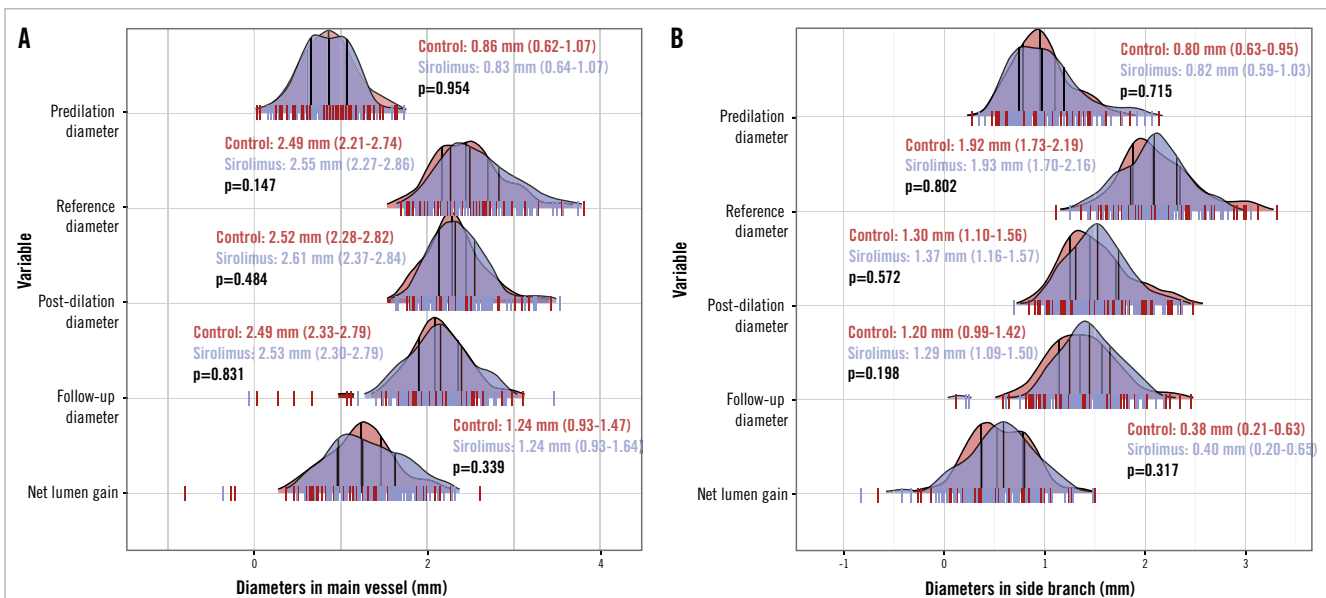 A
Variable
Control: 0.86 mm (0.62-1.07)
Sirolimus: 0.83 mm (0.64-1.07)
p=0.954
Predilation
diameter
Control: 2.49 mm (2.21-2.74)
Sirolimus: 2.55 mm (2.27-2.86)
p=0.147
Reference
diameter
Control: 2.52 mm (2.28-2.82)
Sirolimus: 2.61 mm (2.37-2.84)
p=0.484
Post-dilation
diameter
Control: 2.49 mm (2.33-2.79)
Sirolimus: 2.53 mm (2.30-2.79)
p=0.831
Follow-up
diameter
Control: 1.24 mm (0.93-1.47)
Sirolimus: 1.24 mm (0.93-1.64)
p=0.339
Net lumen gain
0 2 4
Diameters in main vessel (mm)
B
Variable
Control: 0.80 mm (0.63-0.95)
Sirolimus: 0.82 mm (0.59-1.03)
p=0.715
Predilation
diameter
Control: 1.92 mm (1.73-2.19)
Sirolimus: 1.93 mm (1.70-2.16)
p=0.802
Reference
diameter
Control: 1.30 mm (1.10-1.56)
Sirolimus: 1.37 mm (1.16-1.57)
p=0.572
Post-dilation
diameter
Control: 1.20 mm (0.99-1.42)
Sirolimus: 1.29 mm (1.09-1.50)
p=0.198
Follow-up
diameter
Control: 0.38 mm (0.21-0.63)
Sirolimus: 0.40 mm (0.20-0.65)
p=0.317
Net lumen gain
-1 0 1 2 3
Diameters in side branch (mm)